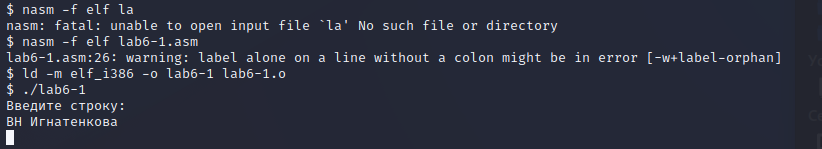 $ nasm -f elf la
nasm: fatal: unable to open input file `la' No such file or directory
$ nasm -f elf lab6-1.asm
lab6-1.asm:26: warning: label alone on a line without a colon might be in error [-w+label-orphan]
$ ld -m elf_i386 -o lab6-1 lab6-1.o
$ ./lab6-1
Введите строку:
ВН Игнатенкова